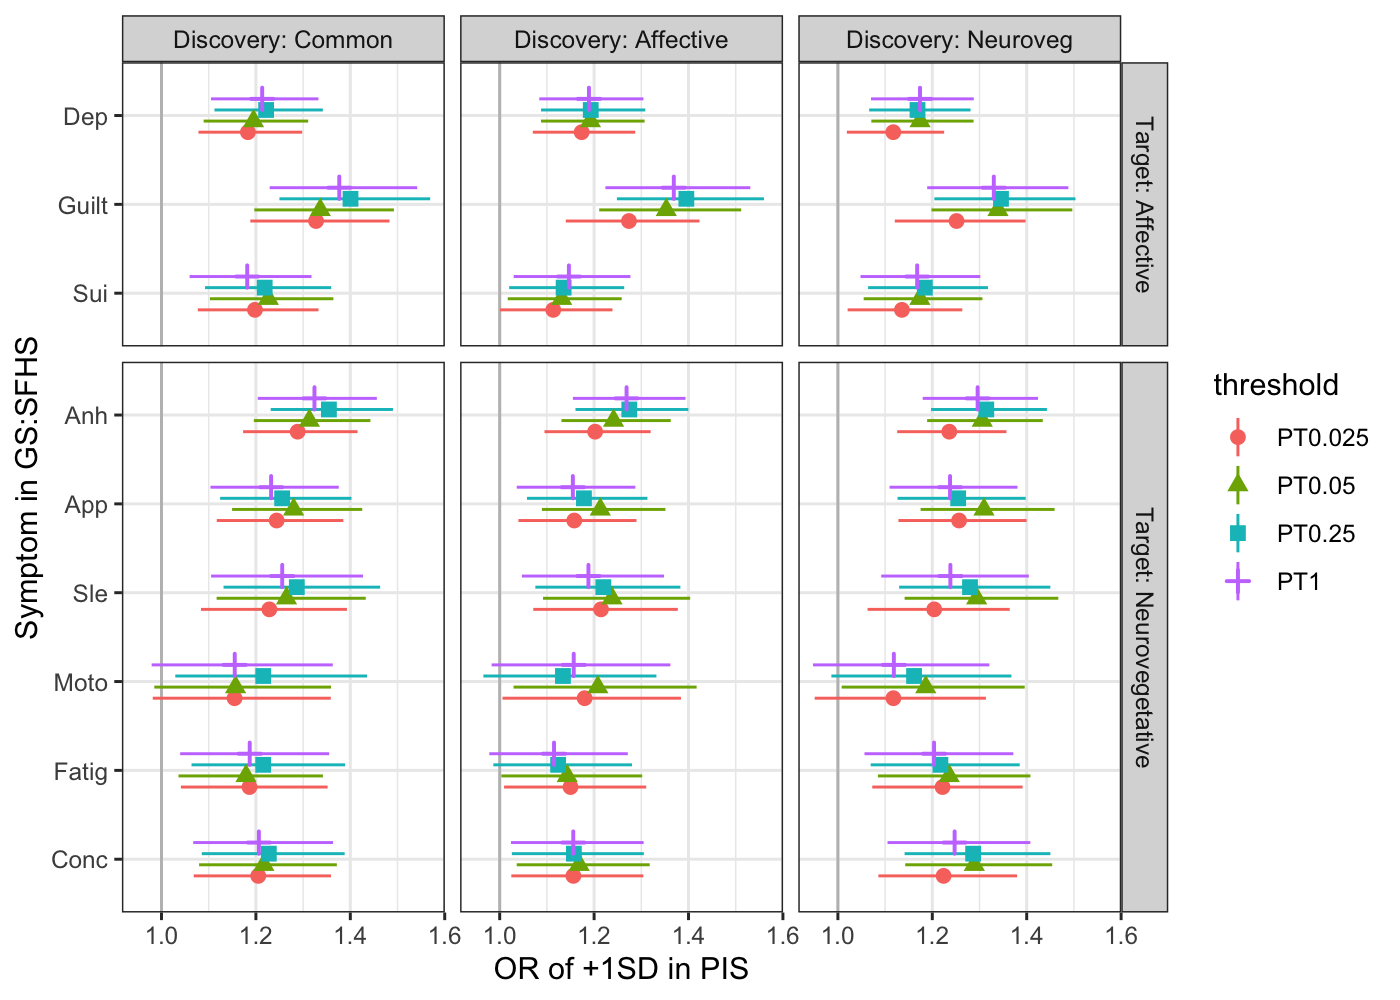 Discovery: Common
Discovery: Affective
Discovery: Neuroveg
Symptom in GS:SFHS
Dep
Guilt
Sui
Target: Affective
Anh
App
Sle
Moto
Fatig
Conc
Target: Neurovegetative
1.0 1.2 1.4 1.6
1.0 1.2 1.4 1.6
1.0 1.2 1.4 1.6
OR of +1SD in PIS
threshold
PT0.025
PT0.05
PT0.25
PT1